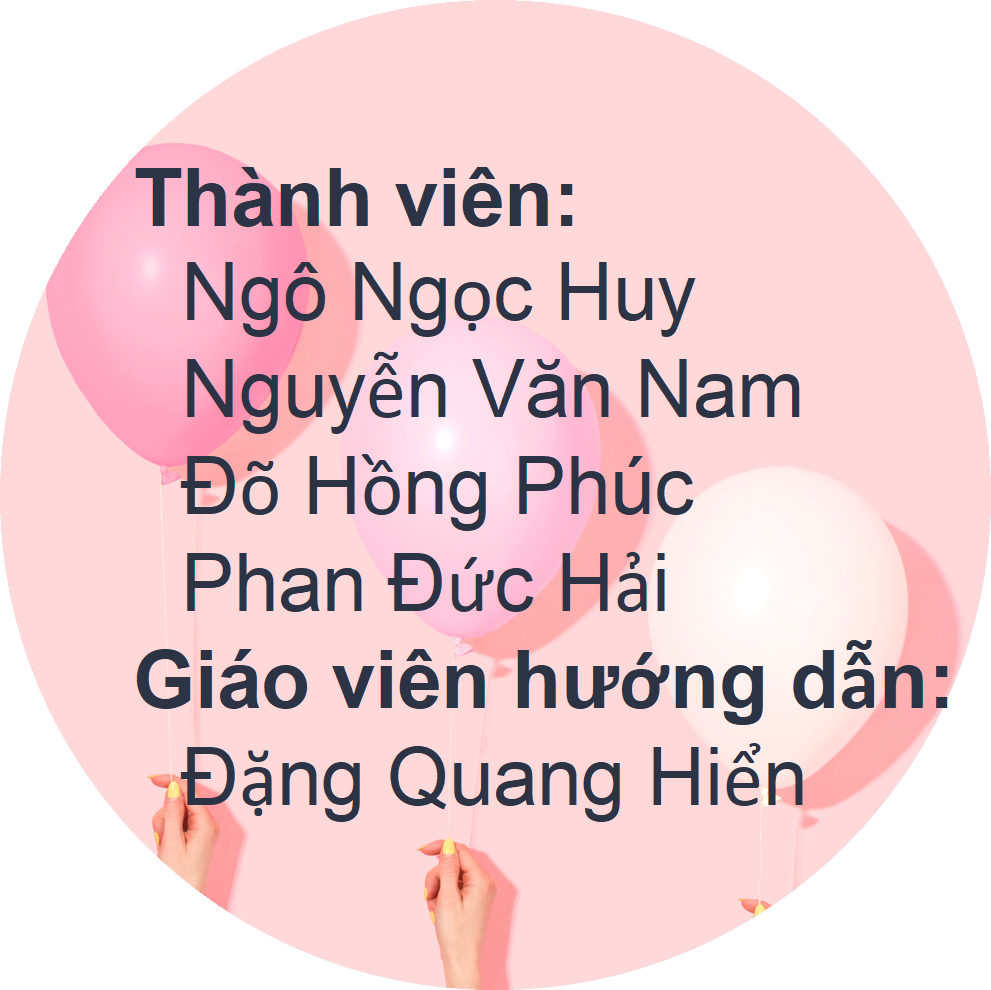 Thành viên:
Ngô Ngọc Huy
Nguyễn Văn Nam
Đõ Hồng Phúc
Phan Đức Hải
Giáo viên hướng dẫn:
Đặng Quang Hiển